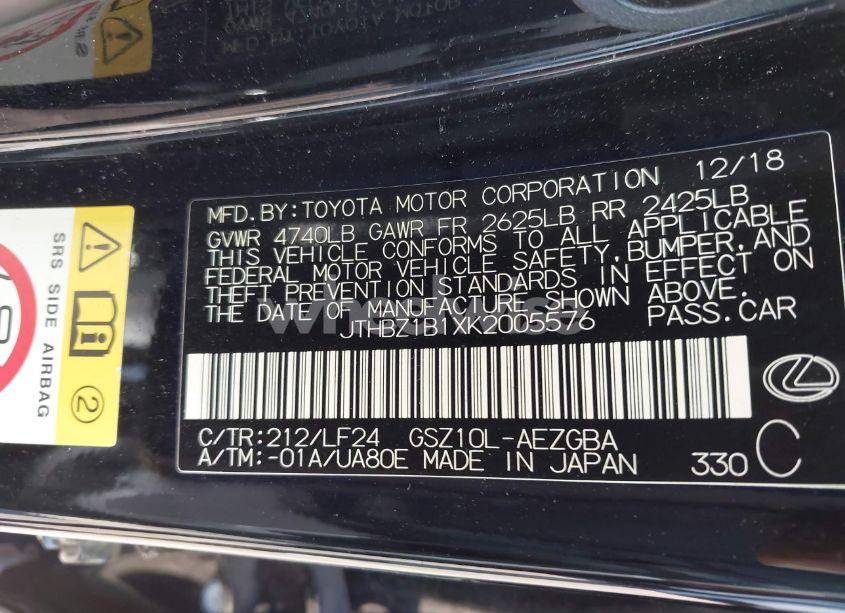 MFD. BY: TOYOTA MOTOR CORPORATION 12/18
GVWR 4740LB GAWR FR 2625LB RR 2425LB
THIS VEHICLE CONFORMS TO ALL APPLICABLE
FEDERAL MOTOR VEHICLE SAFETY, BUMPER, AND
THEFT PREVENTION STANDARDS IN EFFECT ON
THE DATE OF MANUFACTURE SHOWN ABOVE.
JTHBZ1B1XK2005576 PASS.CAR
C/TR:212/LF24 GSZ10L-AEZGBA
A/TM:-01A/UA80E MADE IN JAPAN 330 C
SRS SIDE AIRBAG
2